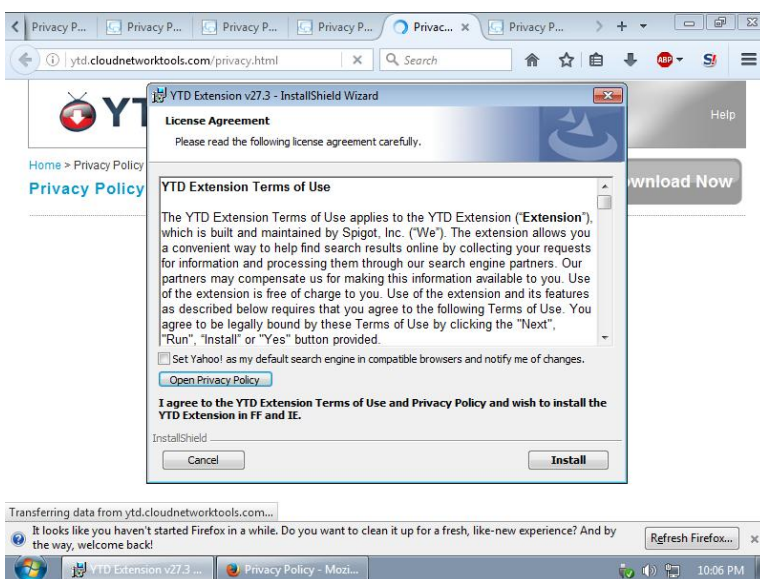 Privacy P...
Privacy P...
Privacy P...
Privacy P...
Privac...
Privacy P...
ytd.cloudnetworktools.com/privacy.html
Search
ABP
S!
YT
Help
Home > Privacy Policy
Privacy Policy
wnload Now
YTD Extension v27.3 - InstallShield Wizard
License Agreement
Please read the following license agreement carefully.
YTD Extension Terms of Use
The YTD Extension Terms of Use applies to the YTD Extension (“Extension”),
which is built and maintained by Spigot, Inc. (“We”). The extension allows you
a convenient way to help find search results online by collecting your requests
for information and processing them through our search engine partners. Our
partners may compensate us for making this information available to you. Use
of the extension is free of charge to you. Use of the extension and its features
as described below requires that you agree to the following Terms of Use. You
agree to be legally bound by these Terms of Use by clicking the "Next",
"Run", “Install” or "Yes" button provided.
Set Yahoo! as my default search engine in compatible browsers and notify me of changes.
Open Privacy Policy
I agree to the YTD Extension Terms of Use and Privacy Policy and wish to install the
YTD Extension in FF and IE.
InstallShield
Cancel
Install
Transferring data from ytd.cloudnetworktools.com...
It looks like you haven't started Firefox in a while. Do you want to clean it up for a fresh, like-new experience? And by
the way, welcome back!
Refresh Firefox...
YTD Extension v27.3 ...
Privacy Policy - Mozi...
10:06 PM